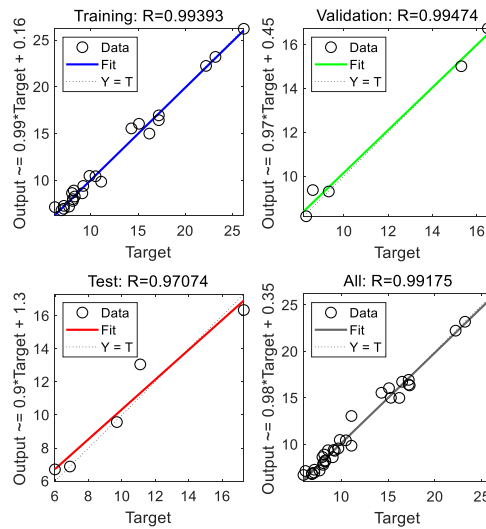 Training: R=0.99393
Output ~= 0.99*Target + 0.16
25
20
15
10
Data
Fit
Y = T
10
15
20
25
Target
Validation: R=0.99474
Output ~= 0.97*Target + 0.45
16
14
12
10
Data
Fit
Y = T
10
12
14
16
Target
Test: R=0.97074
Output ~= 0.9*Target + 1.3
16
14
12
10
8
6
Data
Fit
Y = T
6
8
10
12
14
16
Target
All: R=0.99175
Output ~= 0.98*Target + 0.35
25
20
15
10
Data
Fit
Y = T
10
15
20
25
Target